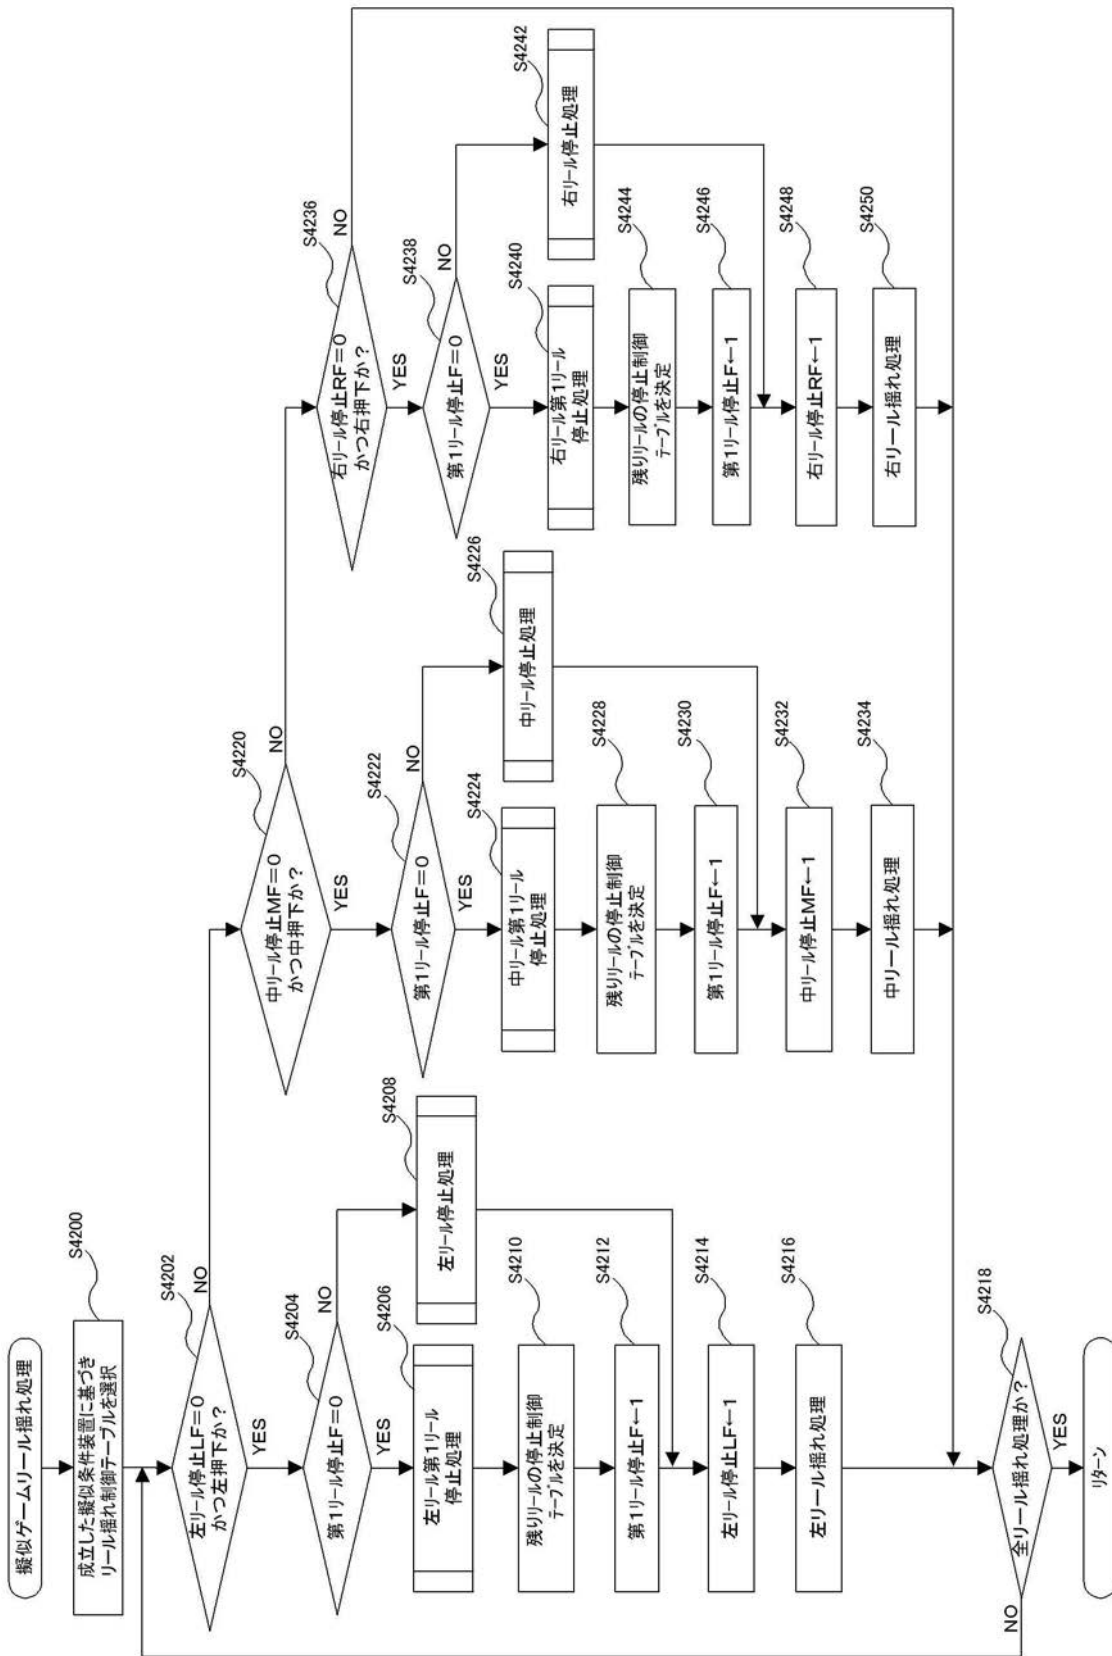 擬似ゲームリール揺れ処理
S4200
成立した擬似条件装置に基づき
リール揺れ制御テーブルを選択
S4202
左リール停止LF=0
かつ左押下か？
NO
YES
S4204
第1リール停止F=0
NO
YES
S4206
左リール第1リール
停止処理
S4208
左リール停止処理
S4210
残りリールの停止制御
テーブルを決定
S4212
第1リール停止F←1
S4214
左リール停止LF←1
S4216
左リール揺れ処理
S4218
全リール揺れ処理か？
NO
YES
リターン
S4220
中リール停止MF=0
かつ中押下か？
NO
YES
S4222
第1リール停止F=0
NO
YES
S4224
中リール第1リール
停止処理
S4226
中リール停止処理
S4228
残りリールの停止制御
テーブルを決定
S4230
第1リール停止F←1
S4232
中リール停止MF←1
S4234
中リール揺れ処理
S4236
右リール停止RF=0
かつ右押下か？
NO
YES
S4238
第1リール停止F=0
NO
YES
S4240
右リール第1リール
停止処理
S4242
右リール停止処理
S4244
残りリールの停止制御
テーブルを決定
S4246
第1リール停止F←1
S4248
右リール停止RF←1
S4250
右リール揺れ処理